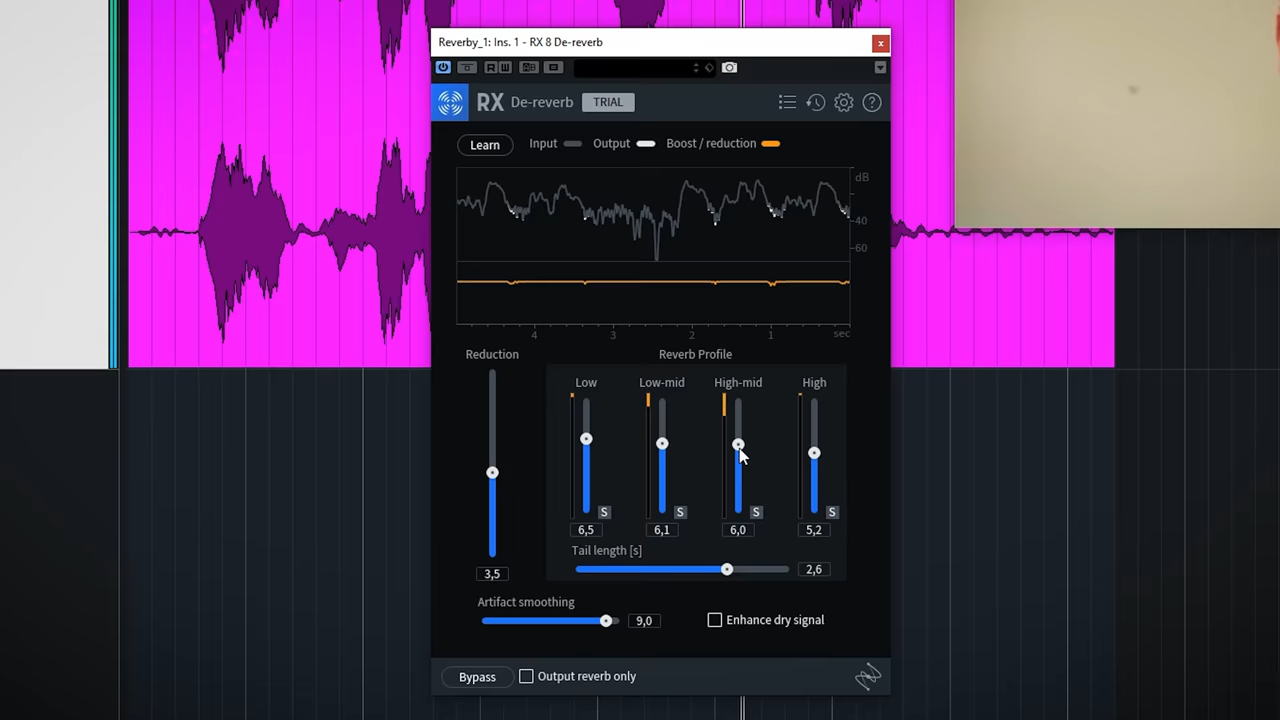 Reverby_1: Ins. 1 - RX 8 De-reverb
x
R W
RX De-reverb TRIAL
Learn Input Output Boost / reduction
dB
-40
-60
4 3 2 1 sec
Reduction Reverb Profile
Low Low-mid High-mid High
S S S S
6,5 6,1 6,0 5,2
Tail length [s]
2,6
3,5
Artifact smoothing
9,0 Enhance dry signal
Bypass Output reverb only